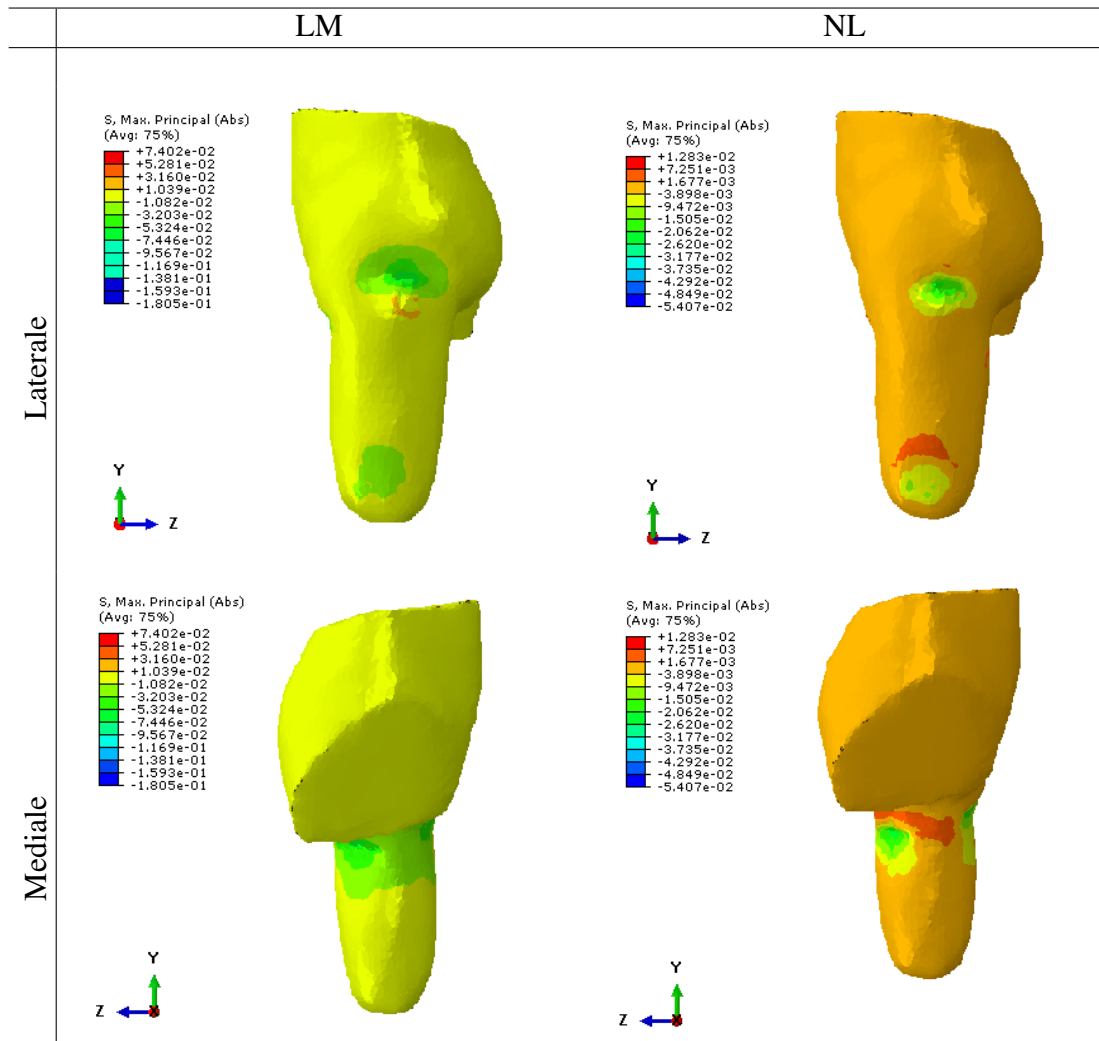 LM NL
Laterale
S, Max. Principal (Abs)
(Avg: 75%)
+7.402e-02
+5.281e-02
+3.160e-02
+1.039e-02
-1.082e-02
-3.203e-02
-5.324e-02
-7.446e-02
-9.567e-02
-1.169e-01
-1.381e-01
-1.593e-01
-1.805e-01
Y
Z
S, Max. Principal (Abs)
(Avg: 75%)
+1.283e-02
+7.251e-03
+1.677e-03
-3.898e-03
-9.472e-03
-1.505e-02
-2.062e-02
-2.620e-02
-3.177e-02
-3.735e-02
-4.292e-02
-4.849e-02
-5.407e-02
Y
Z
Mediale
S, Max. Principal (Abs)
(Avg: 75%)
+7.402e-02
+5.281e-02
+3.160e-02
+1.039e-02
-1.082e-02
-3.203e-02
-5.324e-02
-7.446e-02
-9.567e-02
-1.169e-01
-1.381e-01
-1.593e-01
-1.805e-01
Y
Z X
S, Max. Principal (Abs)
(Avg: 75%)
+1.283e-02
+7.251e-03
+1.677e-03
-3.898e-03
-9.472e-03
-1.505e-02
-2.062e-02
-2.620e-02
-3.177e-02
-3.735e-02
-4.292e-02
-4.849e-02
-5.407e-02
Y
Z X